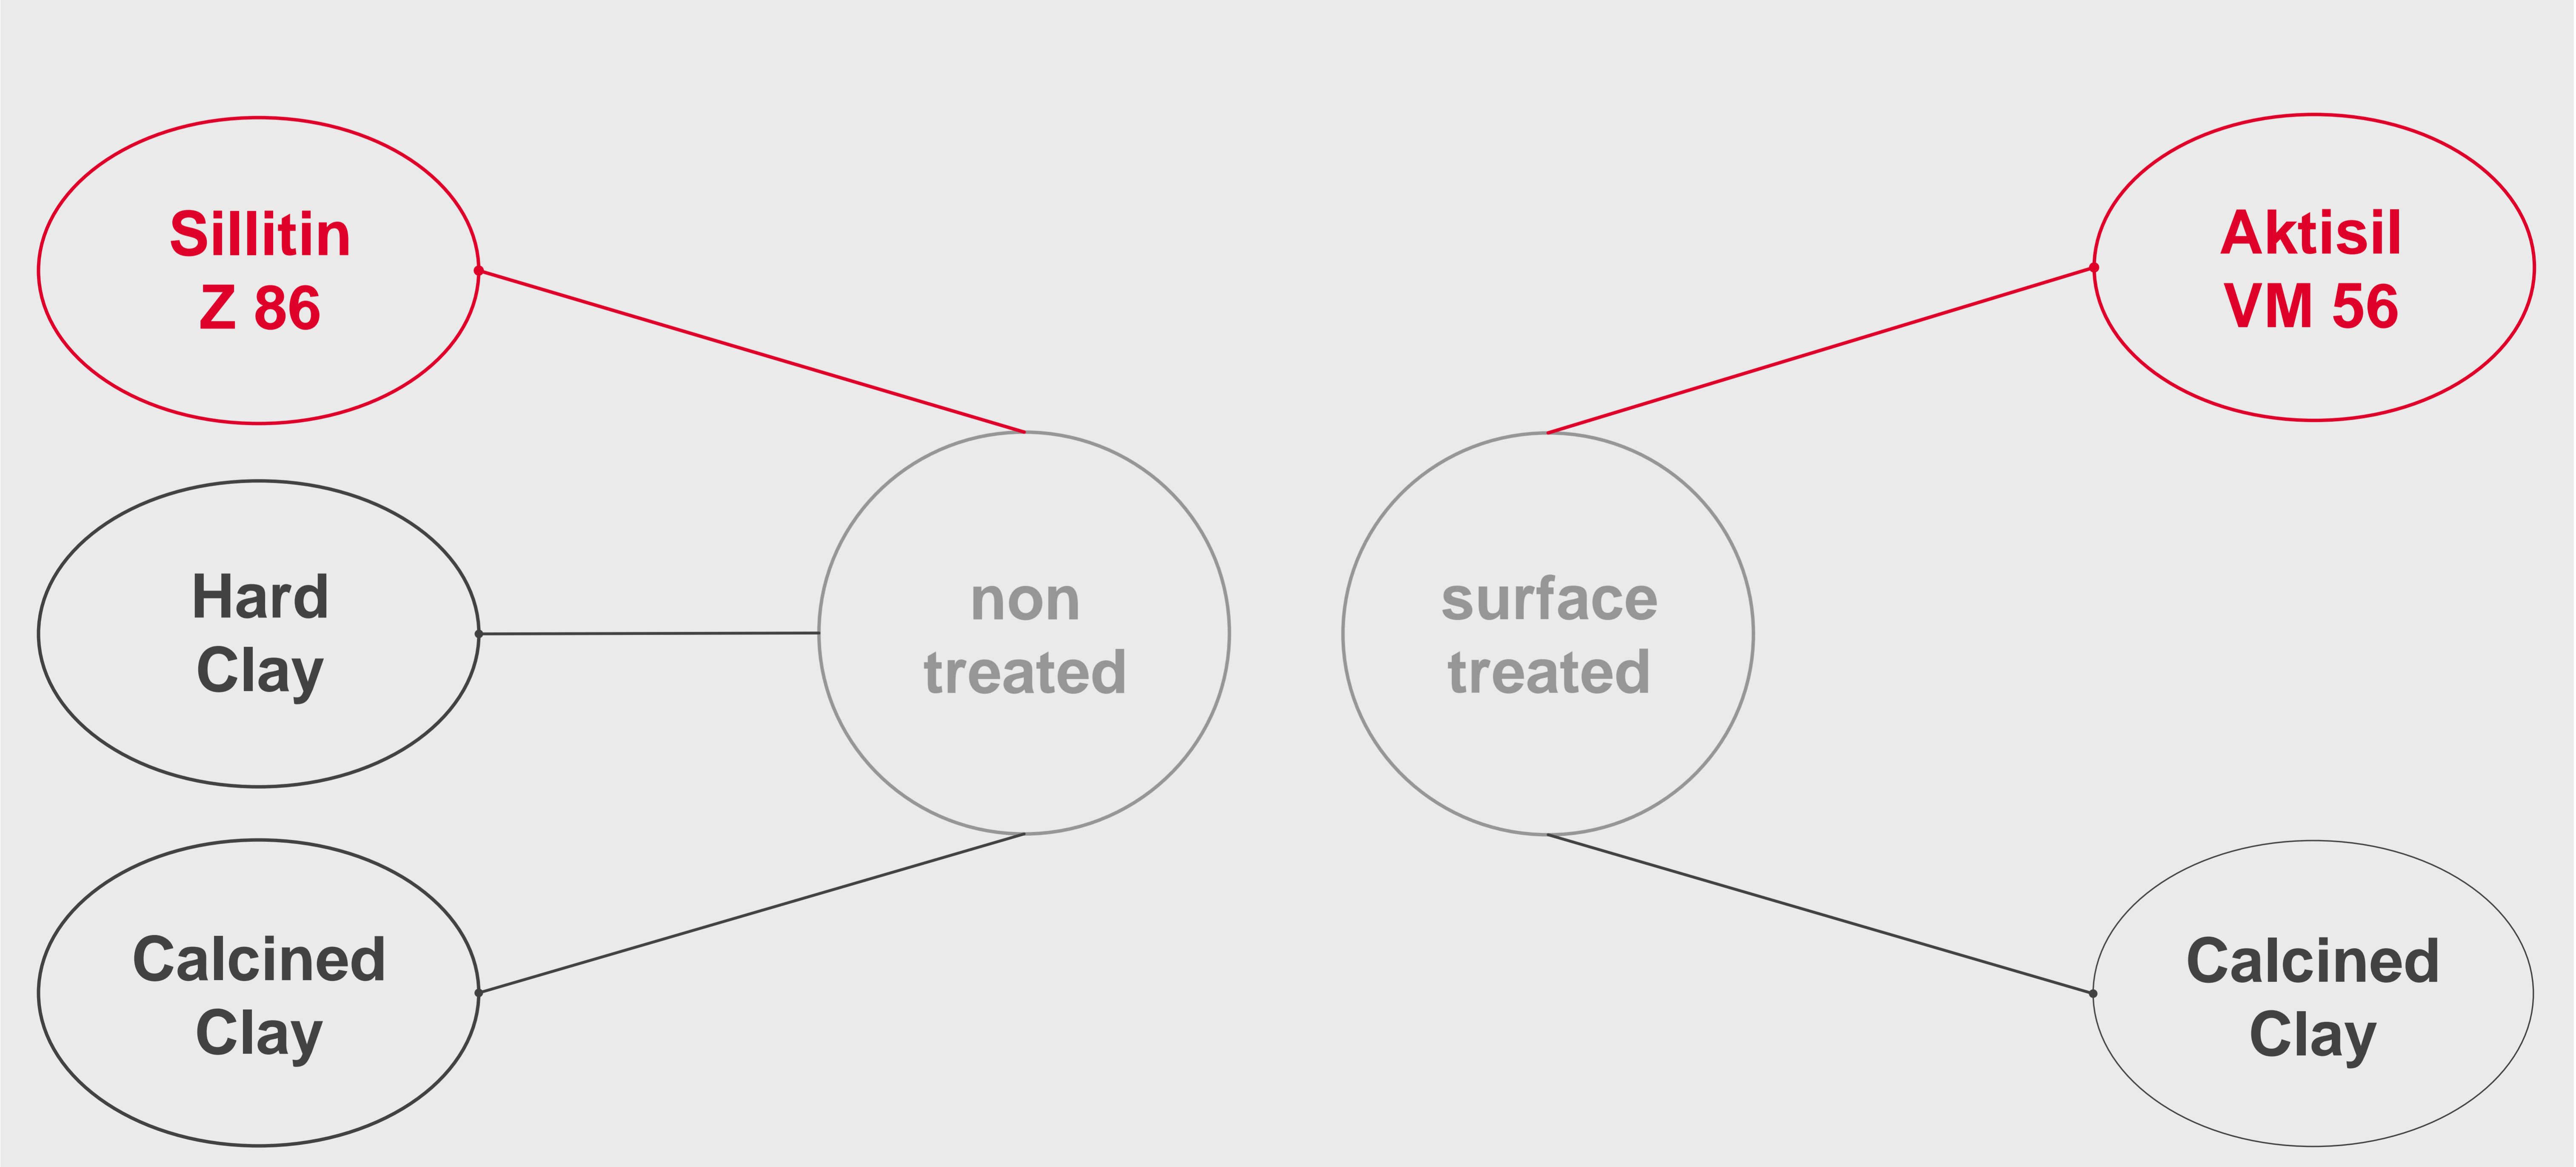 Sillitin
Z 86
Hard
Clay
Calcined
Clay
non
treated
surface
treated
Aktisil
VM 56
Calcined
Clay